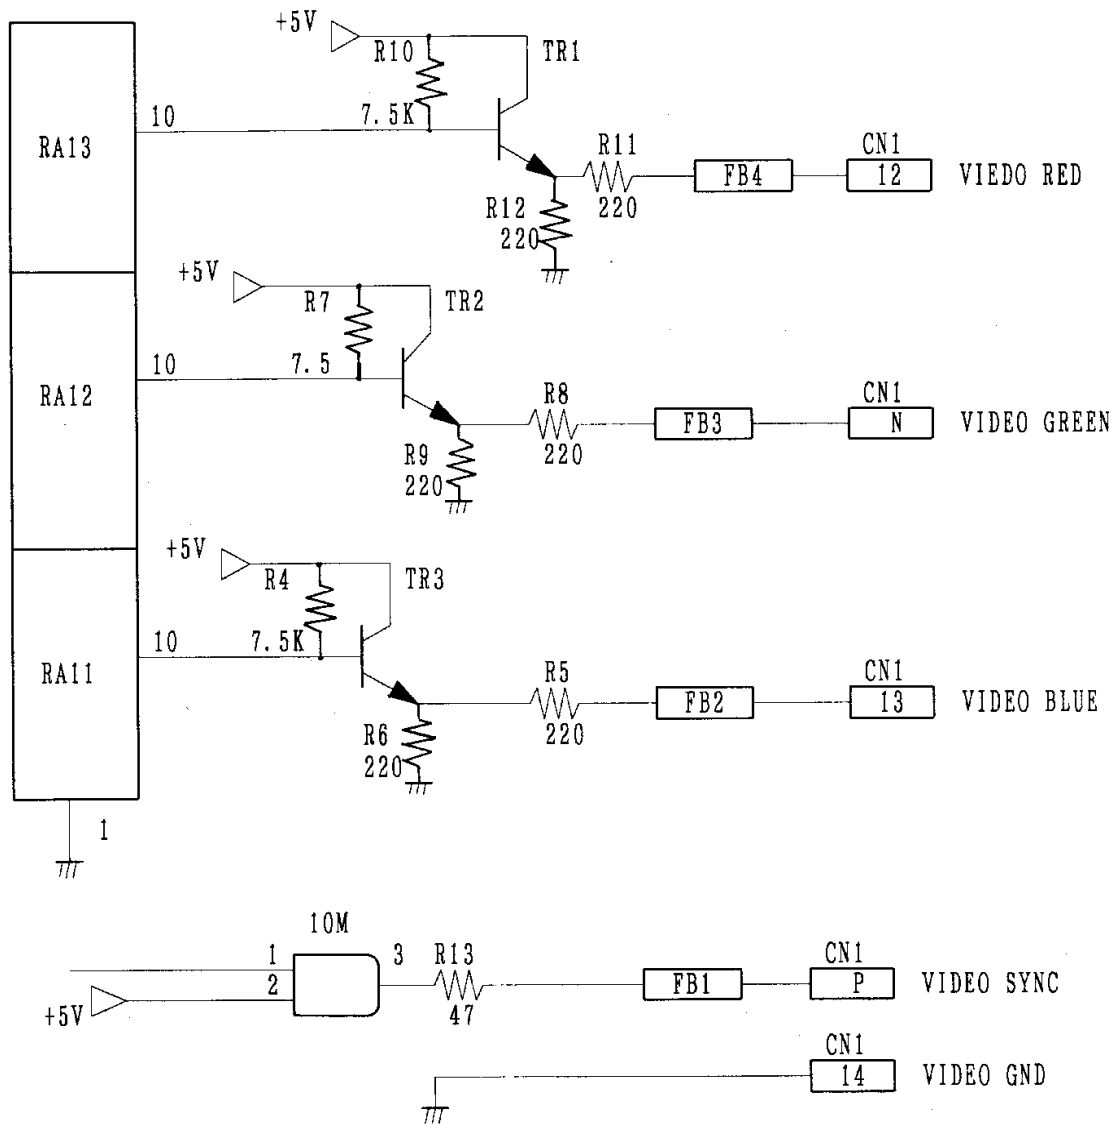 +5V
R10
TR1
7.5K
10
RA13
R11
220
FB4
CN1
12
VIEDO RED
R12
220
+5V
R7
TR2
7.5
10
RA12
R8
220
FB3
CN1
N
VIDEO GREEN
R9
220
+5V
R4
TR3
7.5K
10
RA11
R5
220
FB2
CN1
13
VIDEO BLUE
R6
220
1
10M
1
2
+5V
3
R13
47
FB1
CN1
P
VIDEO SYNC
CN1
14
VIDEO GND